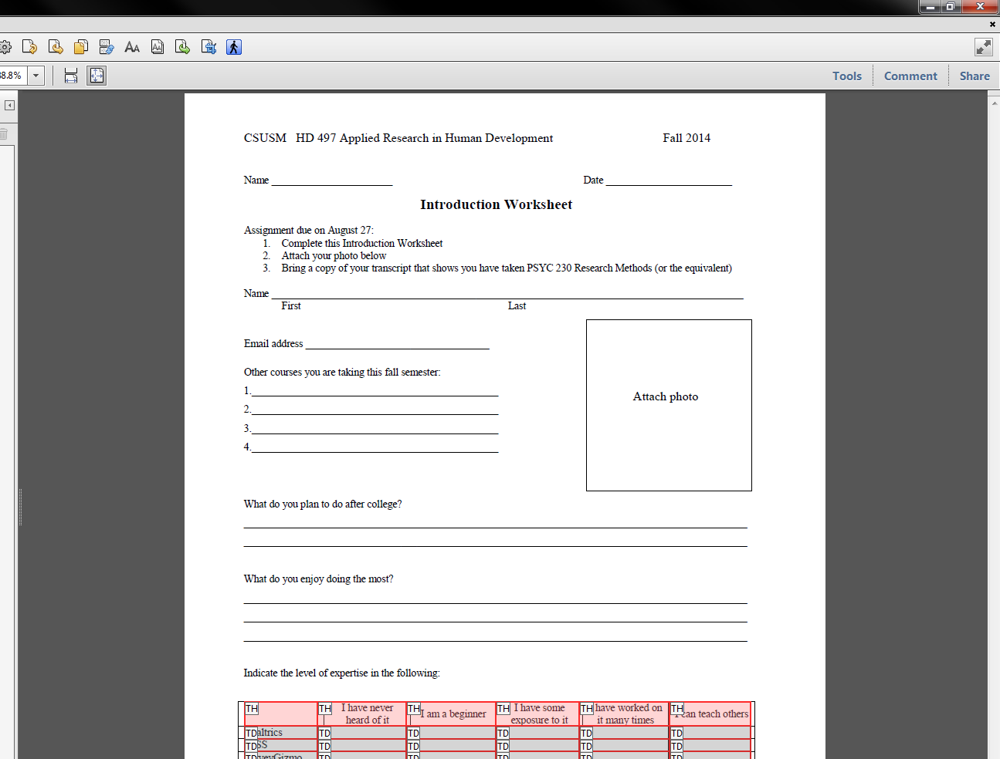 8.8%
Tools Comment Share
CSUSM HD 497 Applied Research in Human Development Fall 2014
Name ____________________ Date ____________________
Introduction Worksheet
Assignment due on August 27:
1. Complete this Introduction Worksheet
2. Attach your photo below
3. Bring a copy of your transcript that shows you have taken PSYC 230 Research Methods (or the equivalent)
Name ____________________
First Last
Email address ____________________
Other courses you are taking this fall semester:
1.____________________
2.____________________
3.____________________
4.____________________
Attach photo
What do you plan to do after college?
What do you enjoy doing the most?
Indicate the level of expertise in the following:
TH TH I have never heard of it TH I am a beginner TH I have some exposure to it TH have worked on it many times TH can teach others
TD altrics TD TD TD TD TD
TD SS TD TD TD TD TD
TD veyGizmo TD TD TD TD TD